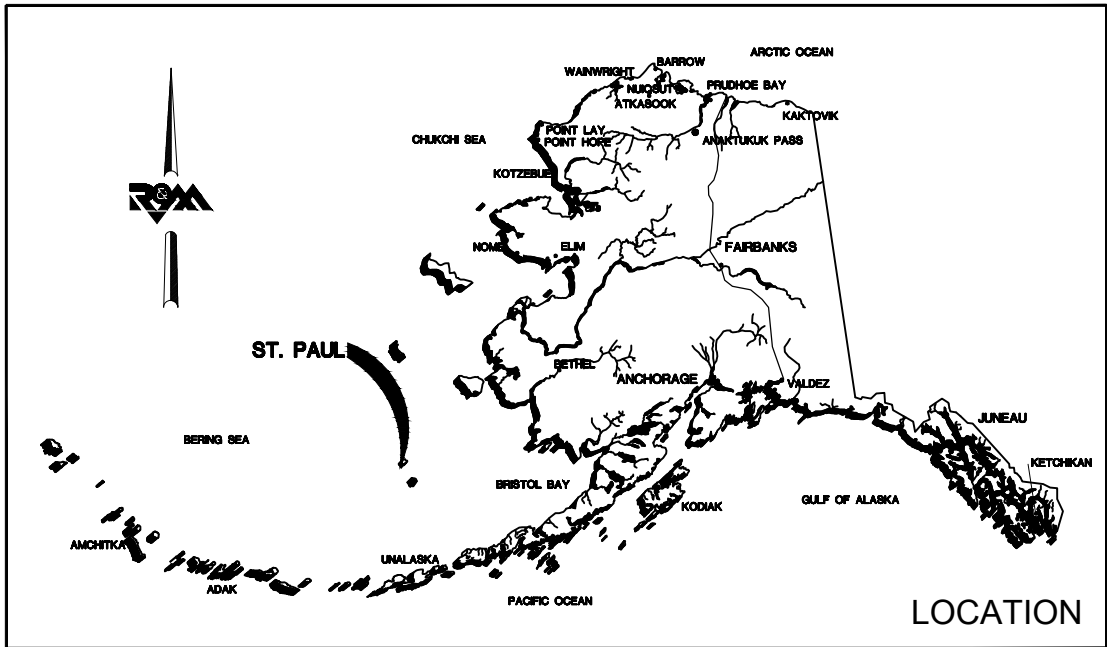 ARCTIC OCEAN
BARROW
WAINWRIGHT
PRUDHOE BAY
NUIQSUT
ATKASOOK
KAKTOVIK
POINT LAY
ANAKTUKUK PASS
CHUKCHI SEA
POINT HOPE
KOTZEBUE
R&M
NOME
ELIM
FAIRBANKS
ST. PAUL
BETHEL
ANCHORAGE
VALDEZ
JUNEAU
BERING SEA
KETCHIKAN
BRISTOL BAY
GULF OF ALASKA
KODIAK
AMCHITKA
UNALASKA
ADAK
PACIFIC OCEAN
LOCATION